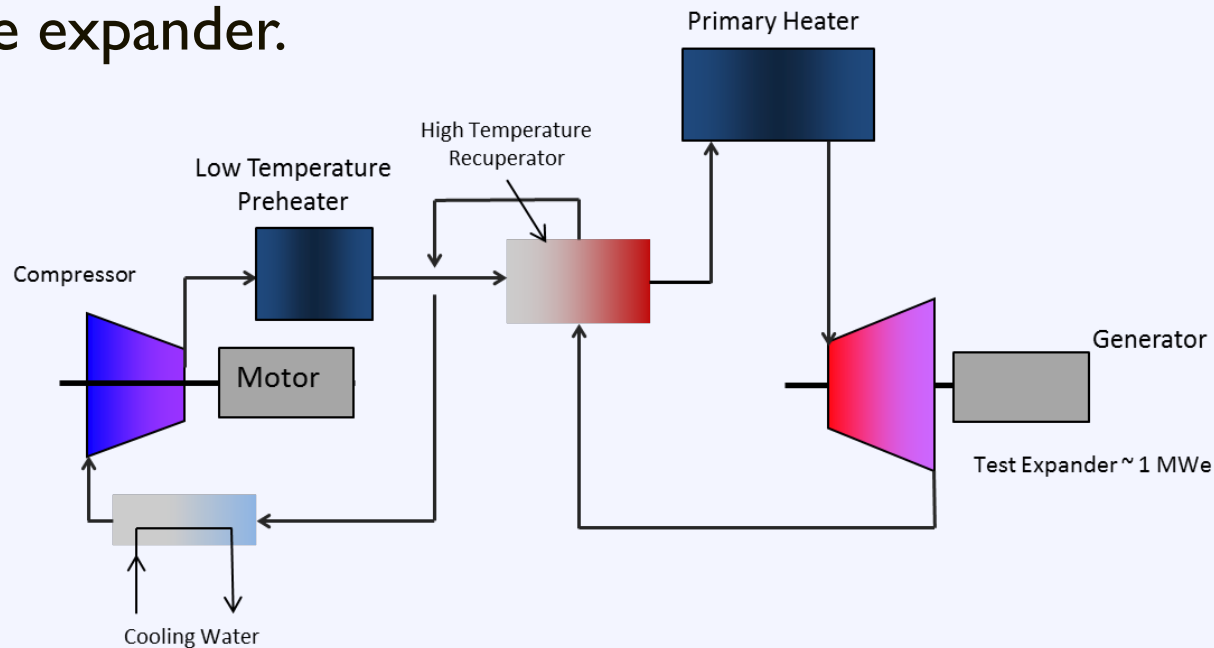 e expander.
Primary Heater
High Temperature
Recuperator
Low Temperature
Preheater
Compressor
Motor
Generator
Test Expander ~ 1 MWe
Cooling Water